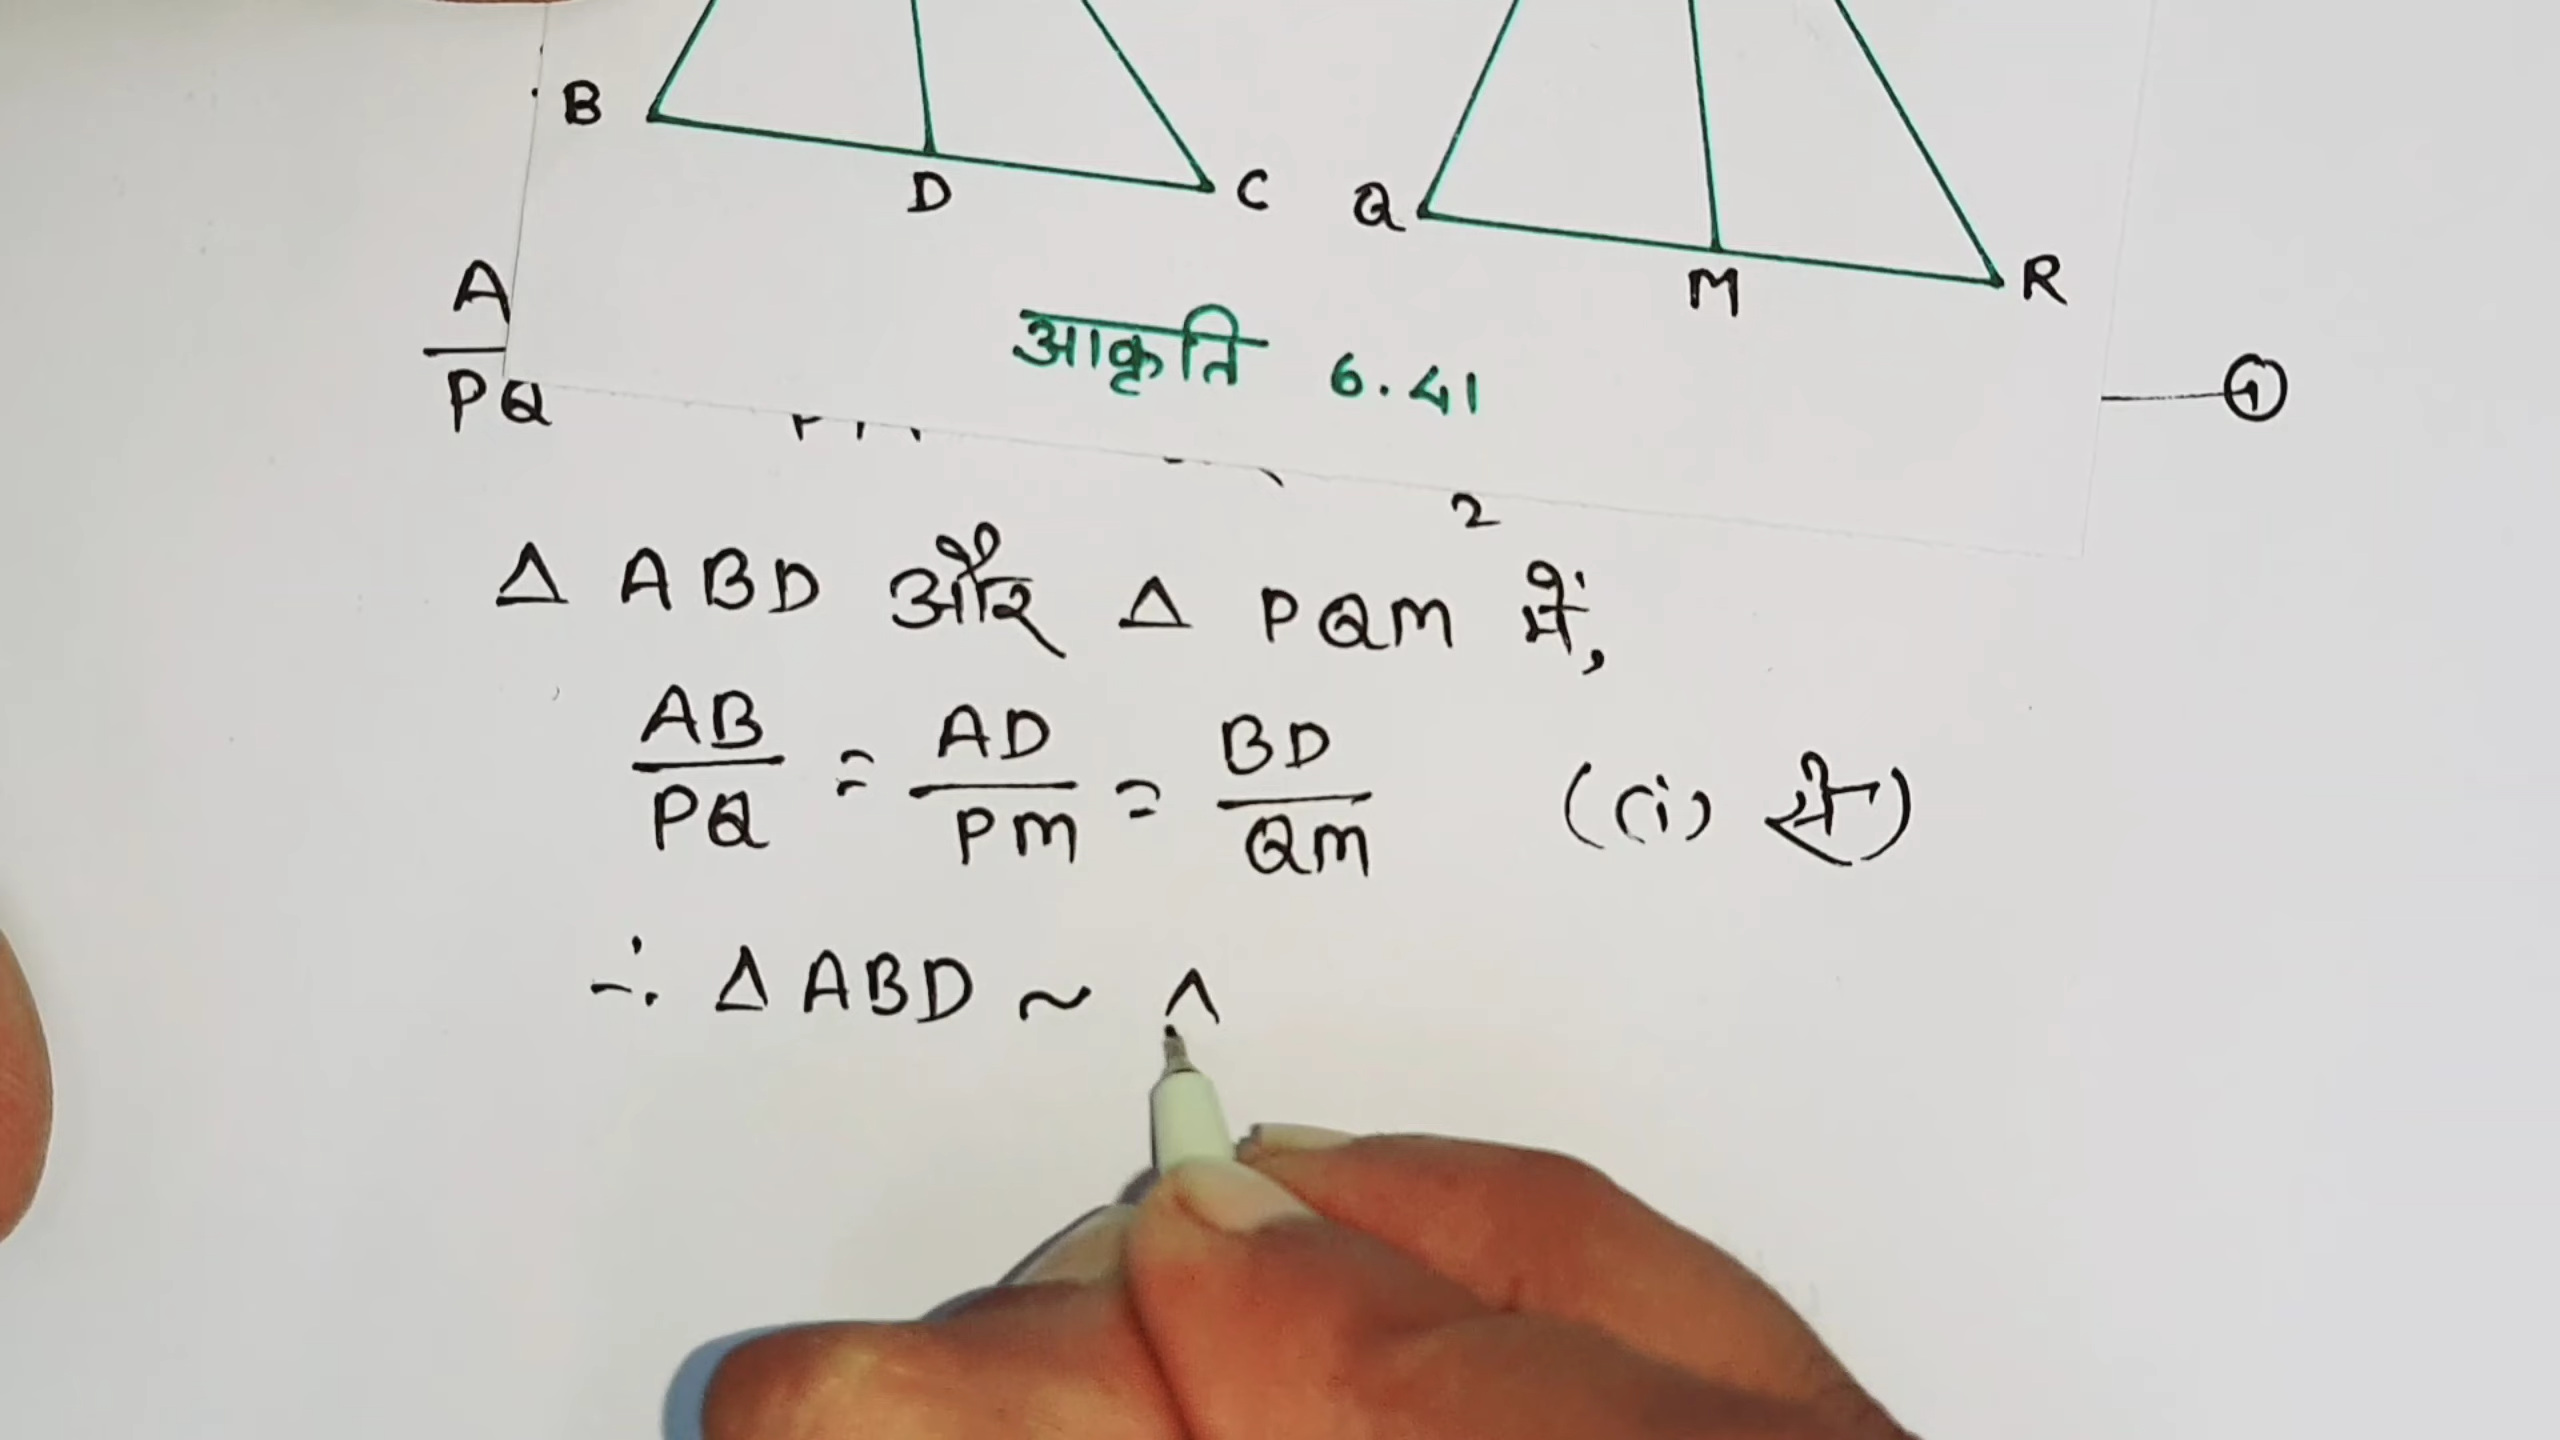 B
D C Q
M R
आकृति 6.41
A
PQ
①
2
Δ ABD और Δ PQM में,
AB/PQ = AD/PM = BD/QM ((i) से)
∴ Δ ABD ~